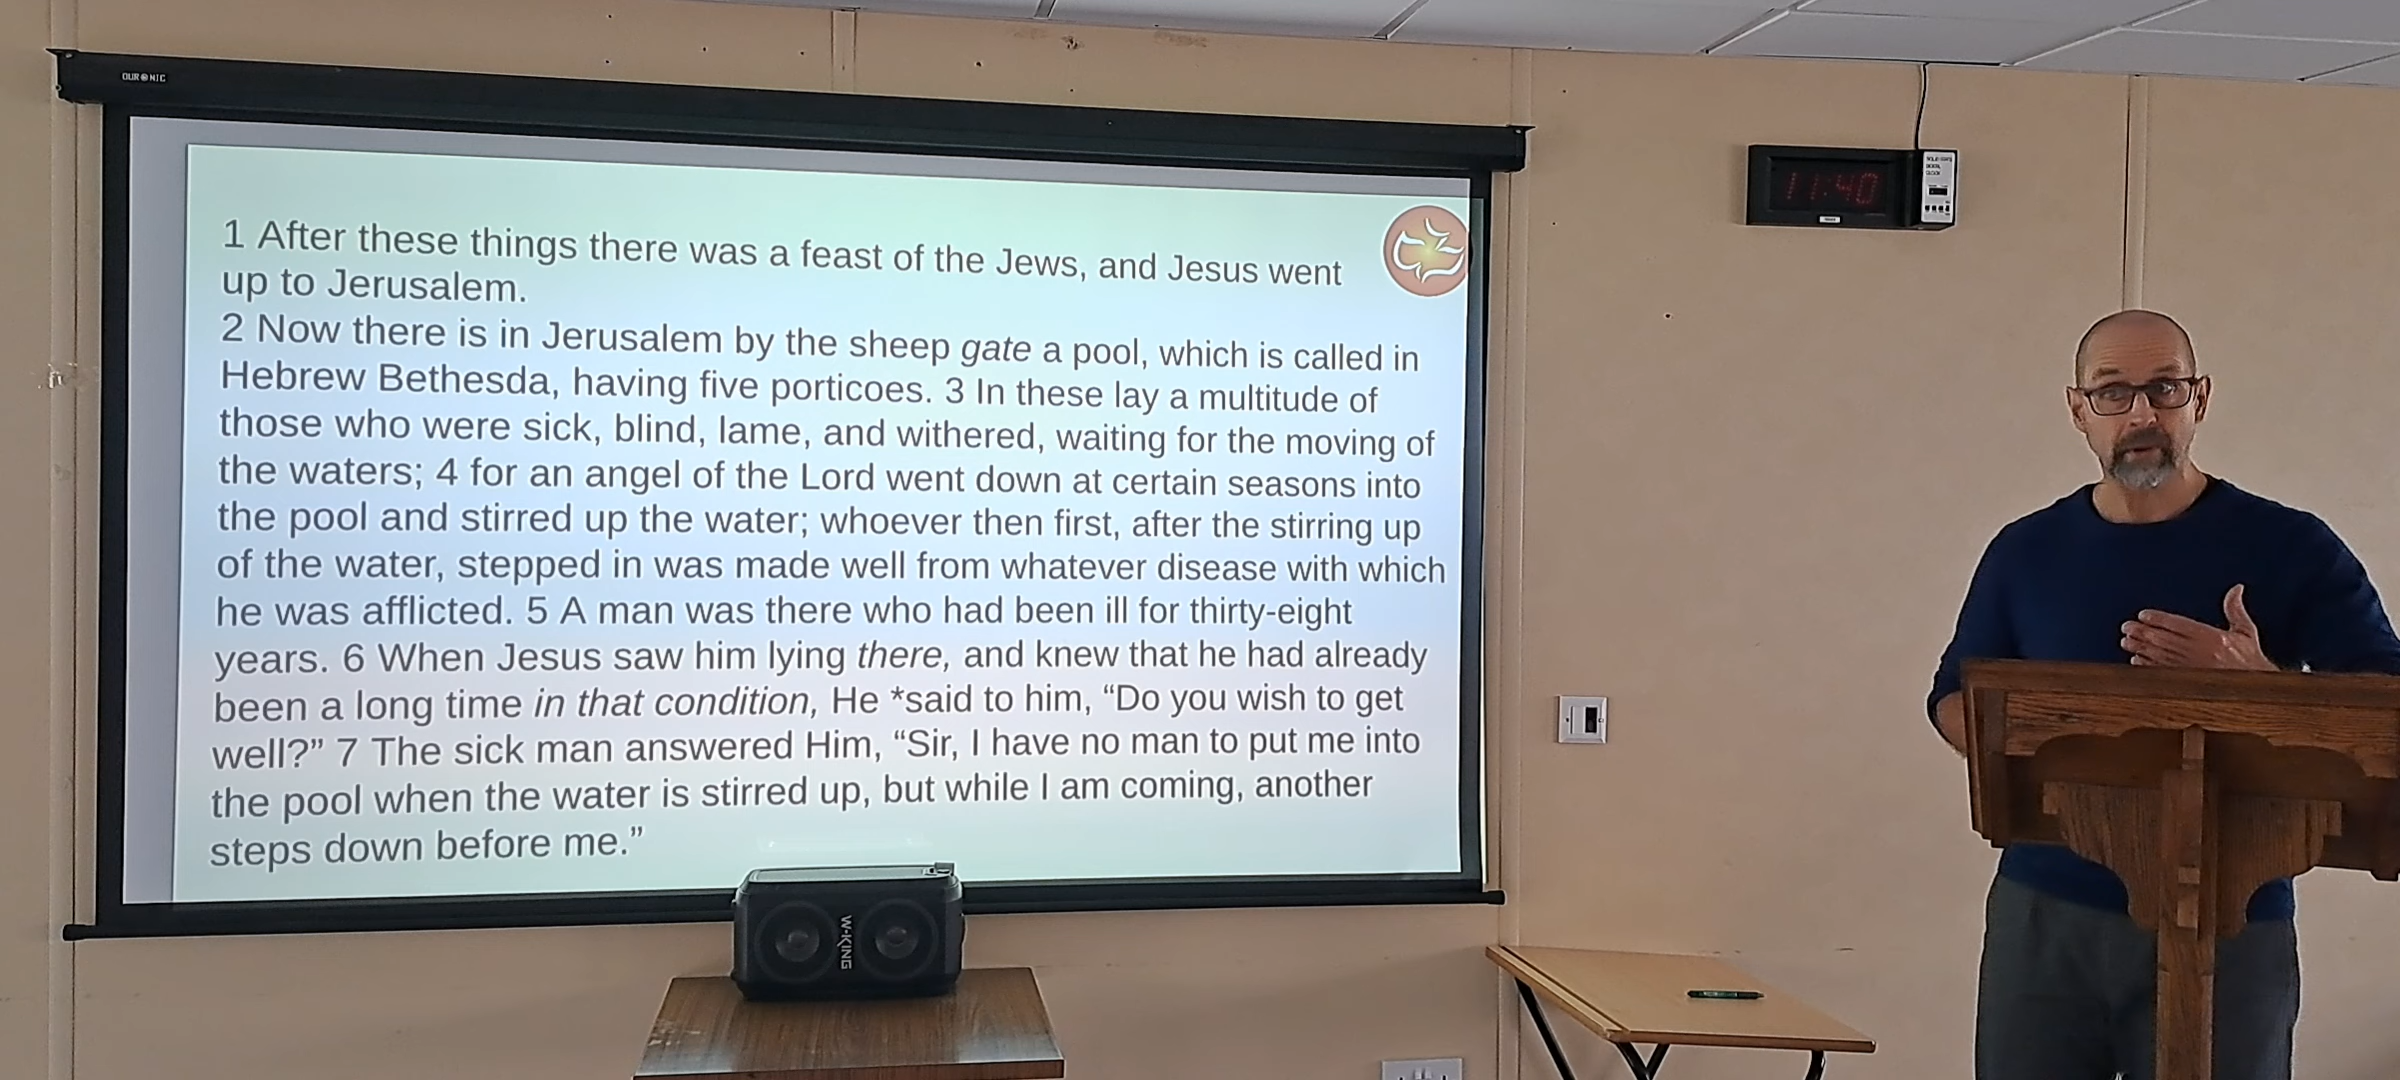 OURONIC
1 After these things there was a feast of the Jews, and Jesus went
up to Jerusalem.
2 Now there is in Jerusalem by the sheep gate a pool, which is called in
Hebrew Bethesda, having five porticoes. 3 In these lay a multitude of
those who were sick, blind, lame, and withered, waiting for the moving of
the waters; 4 for an angel of the Lord went down at certain seasons into
the pool and stirred up the water; whoever then first, after the stirring up
of the water, stepped in was made well from whatever disease with which
he was afflicted. 5 A man was there who had been ill for thirty-eight
years. 6 When Jesus saw him lying there, and knew that he had already
been a long time in that condition, He *said to him, “Do you wish to get
well?” 7 The sick man answered Him, “Sir, I have no man to put me into
the pool when the water is stirred up, but while I am coming, another
steps down before me.”
W-KING
11:40